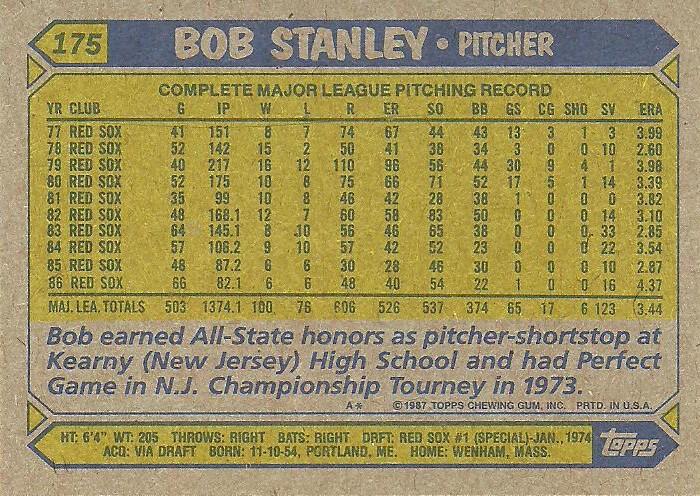 175 BOB STANLEY • PITCHER
COMPLETE MAJOR LEAGUE PITCHING RECORD
YR CLUB G IP W L R ER SO BB GS CG SHO SV ERA
77 RED SOX 41 151 8 7 74 67 44 43 13 3 1 3 3.99
78 RED SOX 52 142 15 2 50 41 38 34 3 0 0 10 2.60
79 RED SOX 40 217 16 12 110 96 56 44 30 9 4 1 3.98
80 RED SOX 52 175 10 8 75 66 71 52 17 5 1 14 3.39
81 RED SOX 35 99 10 8 46 42 28 38 1 0 0 0 3.82
82 RED SOX 48 168.1 12 7 60 58 83 50 0 0 0 14 3.10
83 RED SOX 64 145.1 8 10 56 46 65 38 0 0 0 33 2.85
84 RED SOX 57 106.2 9 10 57 42 52 23 0 0 0 22 3.54
85 RED SOX 48 87.2 6 6 30 28 46 30 0 0 0 10 2.87
86 RED SOX 66 82.1 6 6 48 40 54 22 1 0 0 16 4.37
MAJ. LEA. TOTALS 503 1374.1 100 76 606 526 537 374 65 17 6 123 3.44
Bob earned All-State honors as pitcher-shortstop at
Kearny (New Jersey) High School and had Perfect
Game in N.J. Championship Tourney in 1973.
A* ©1987 TOPPS CHEWING GUM, INC. PRTD. IN U.S.A.
HT: 6'4" WT: 205 THROWS: RIGHT BATS: RIGHT DRFT: RED SOX #1 (SPECIAL)-JAN., 1974
ACQ: VIA DRAFT BORN: 11-10-54, PORTLAND, ME. HOME: WENHAM, MASS.
TOPPS